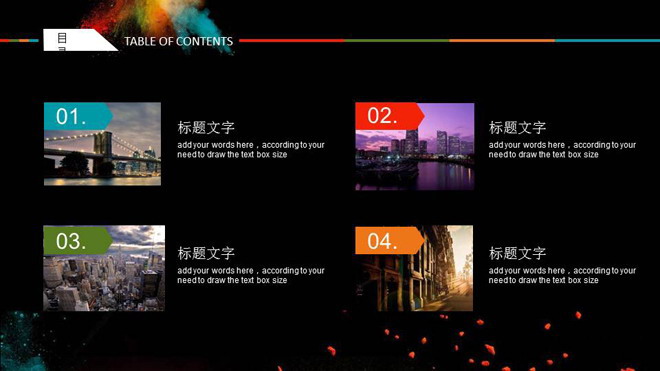 目
TABLE OF CONTENTS
01.
标题文字
add your words here，according to your
need to draw the text box size
02.
标题文字
add your words here，according to your
need to draw the text box size
03.
标题文字
add your words here，according to your
need to draw the text box size
04.
标题文字
add your words here，according to your
need to draw the text box size